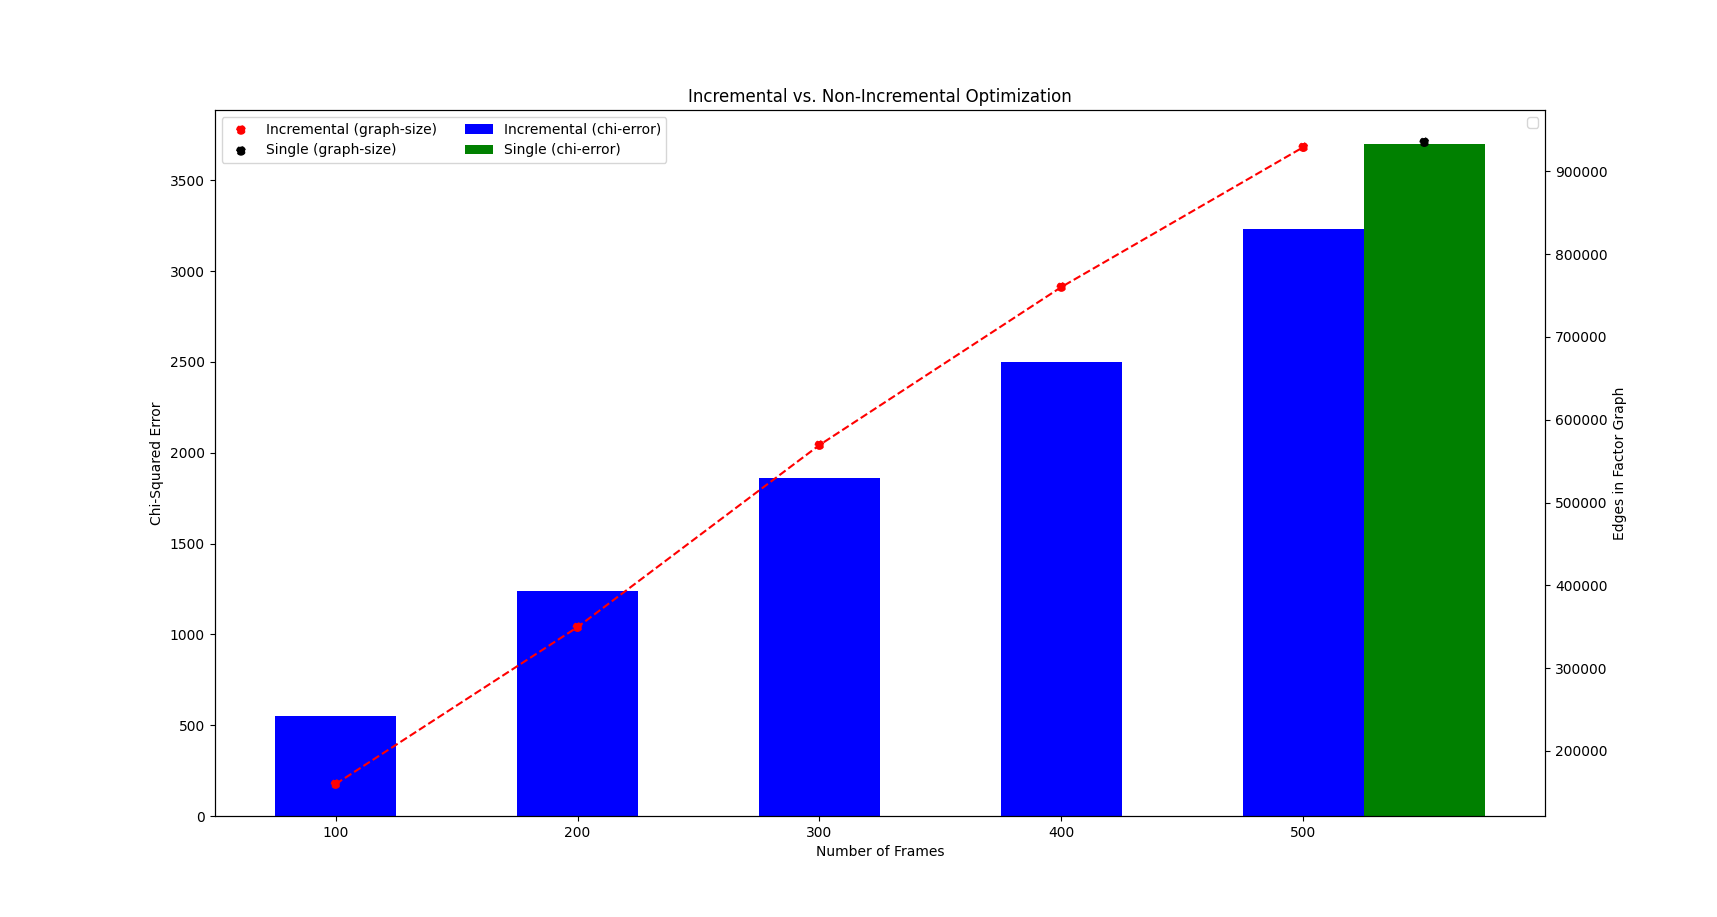 Incremental vs. Non-Incremental Optimization
Incremental (graph-size)
Single (graph-size)
Incremental (chi-error)
Single (chi-error)
Chi-Squared Error
3500
3000
2500
2000
1500
1000
500
0
100
200
300
400
500
Number of Frames
900000
800000
700000
600000
500000
400000
300000
200000
Edges in Factor Graph